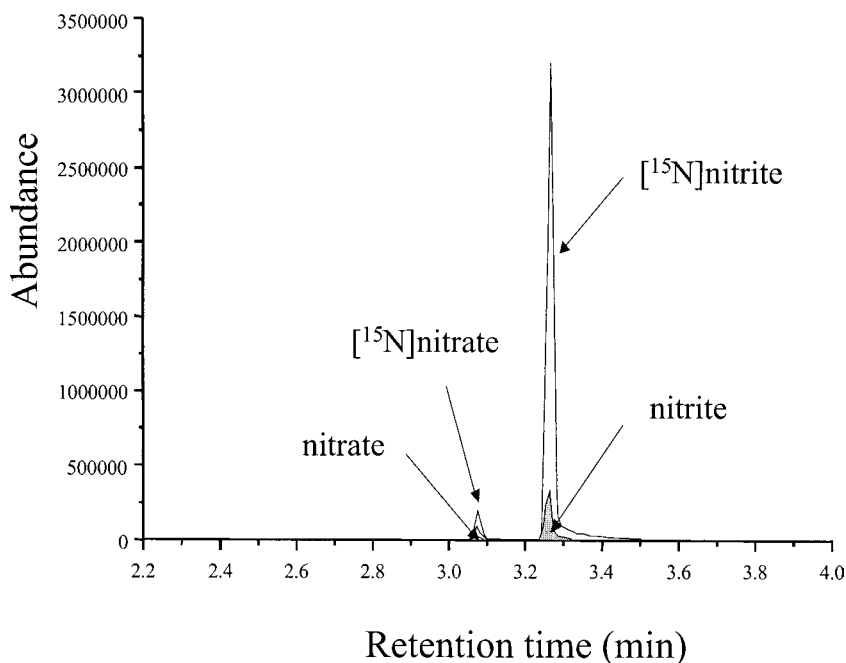 3500000
3000000
2500000
2000000
1500000
1000000
500000
0
Abundance
[¹⁵N]nitrite
[¹⁵N]nitrate
nitrite
nitrate
2.2 2.4 2.6 2.8 3.0 3.2 3.4 3.6 3.8 4.0
Retention time (min)